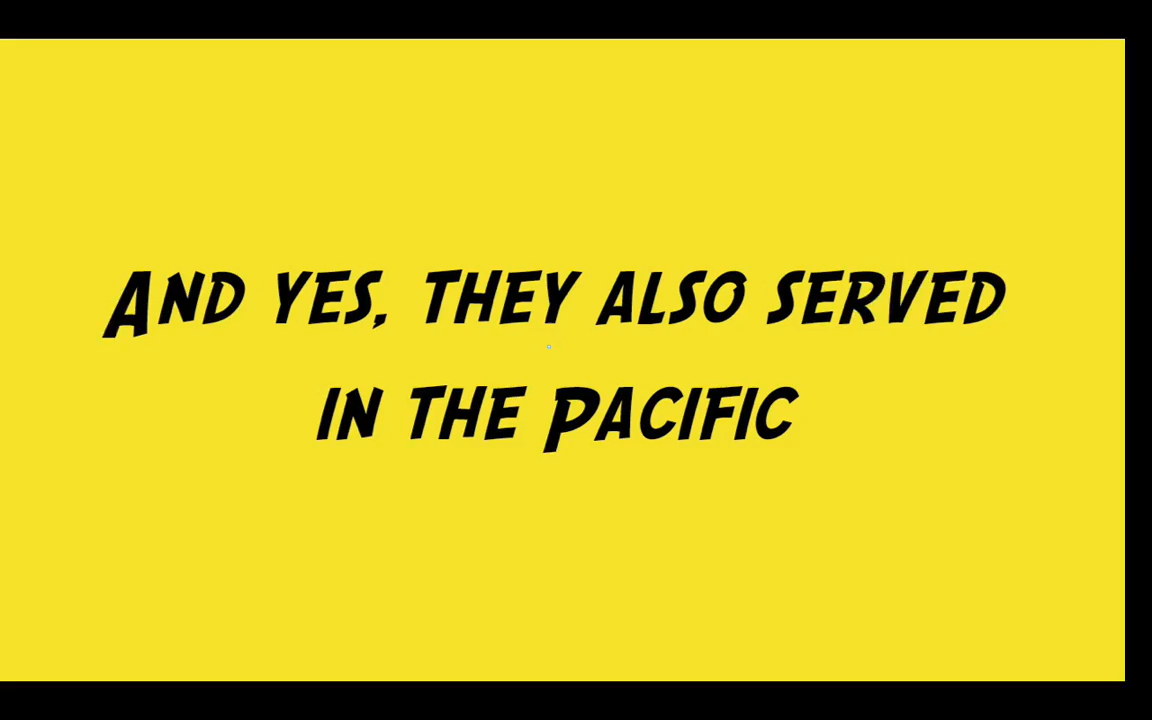 And yes, they also served
in the Pacific